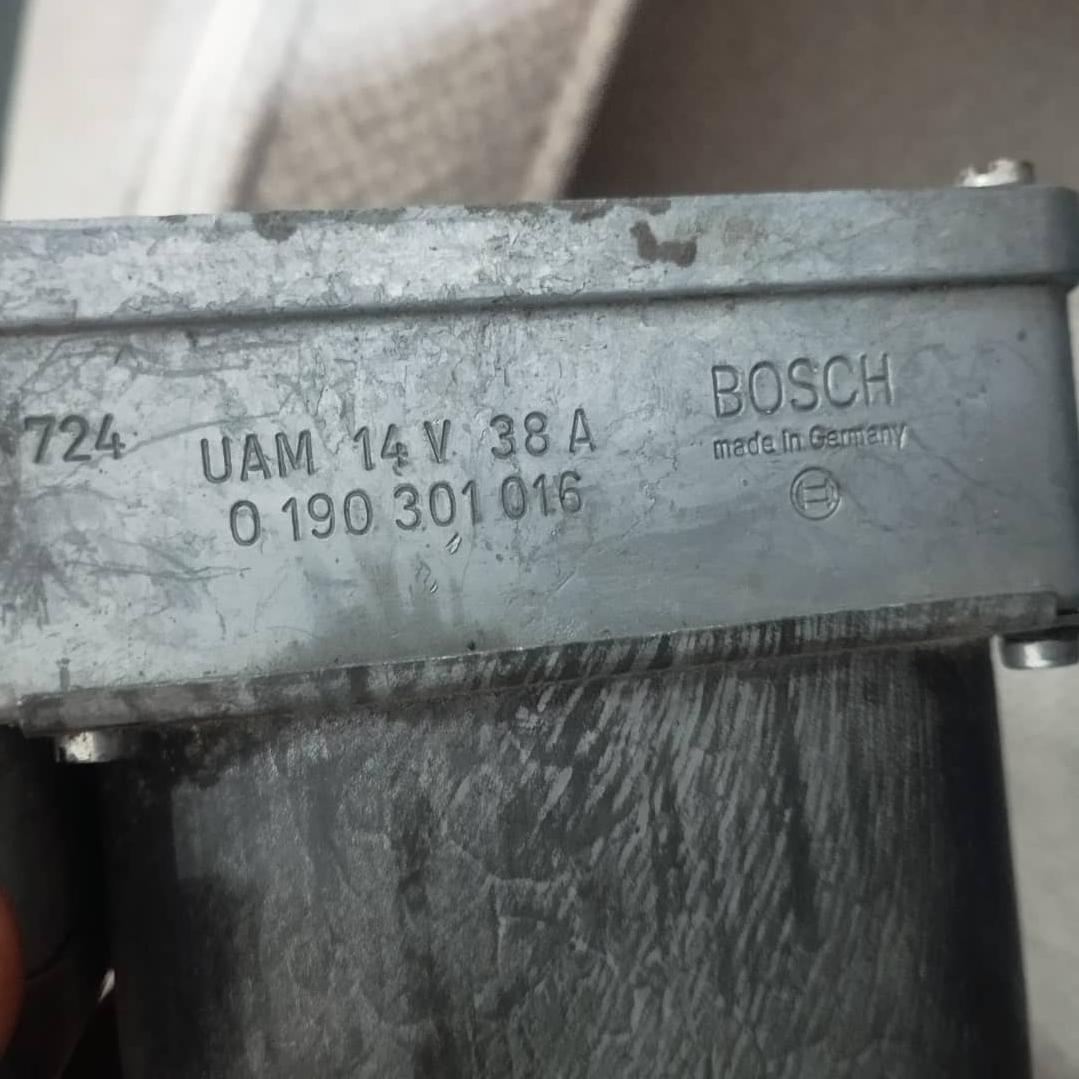 724
UAM 14 V 38 A
0 190 301 016
BOSCH
made in Germany